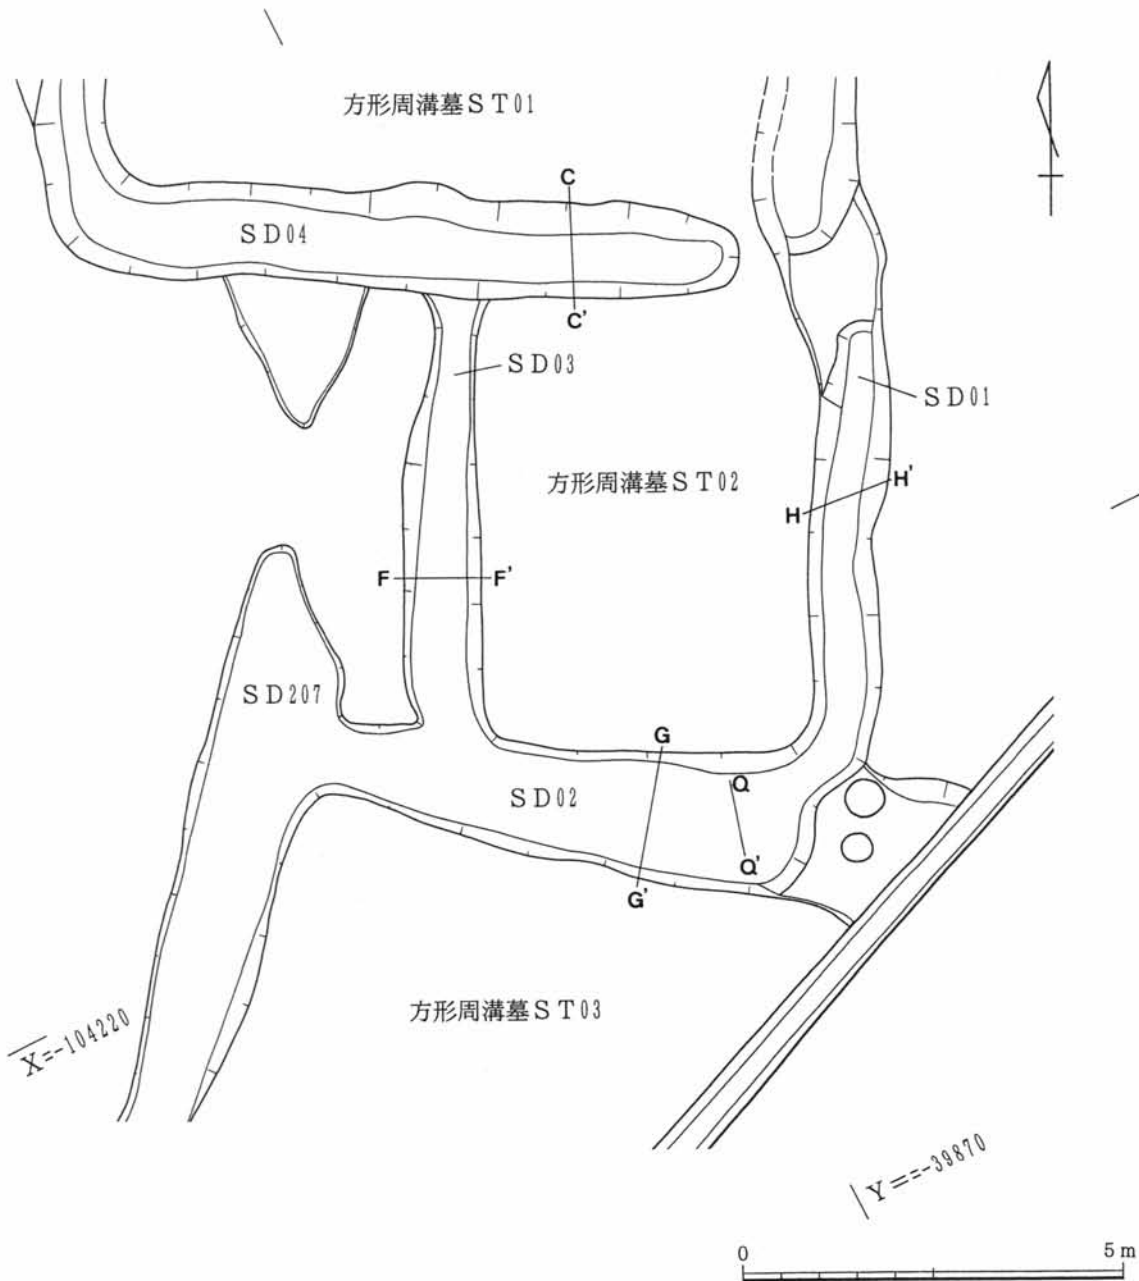 方形周溝墓ST01
C
SD04
C'
SD03
SD01
方形周溝墓ST02
H'
H
F
F'
SD207
G
Q
SD02
Q'
G'
方形周溝墓ST03
X=-104220
Y==-39870
0
5m